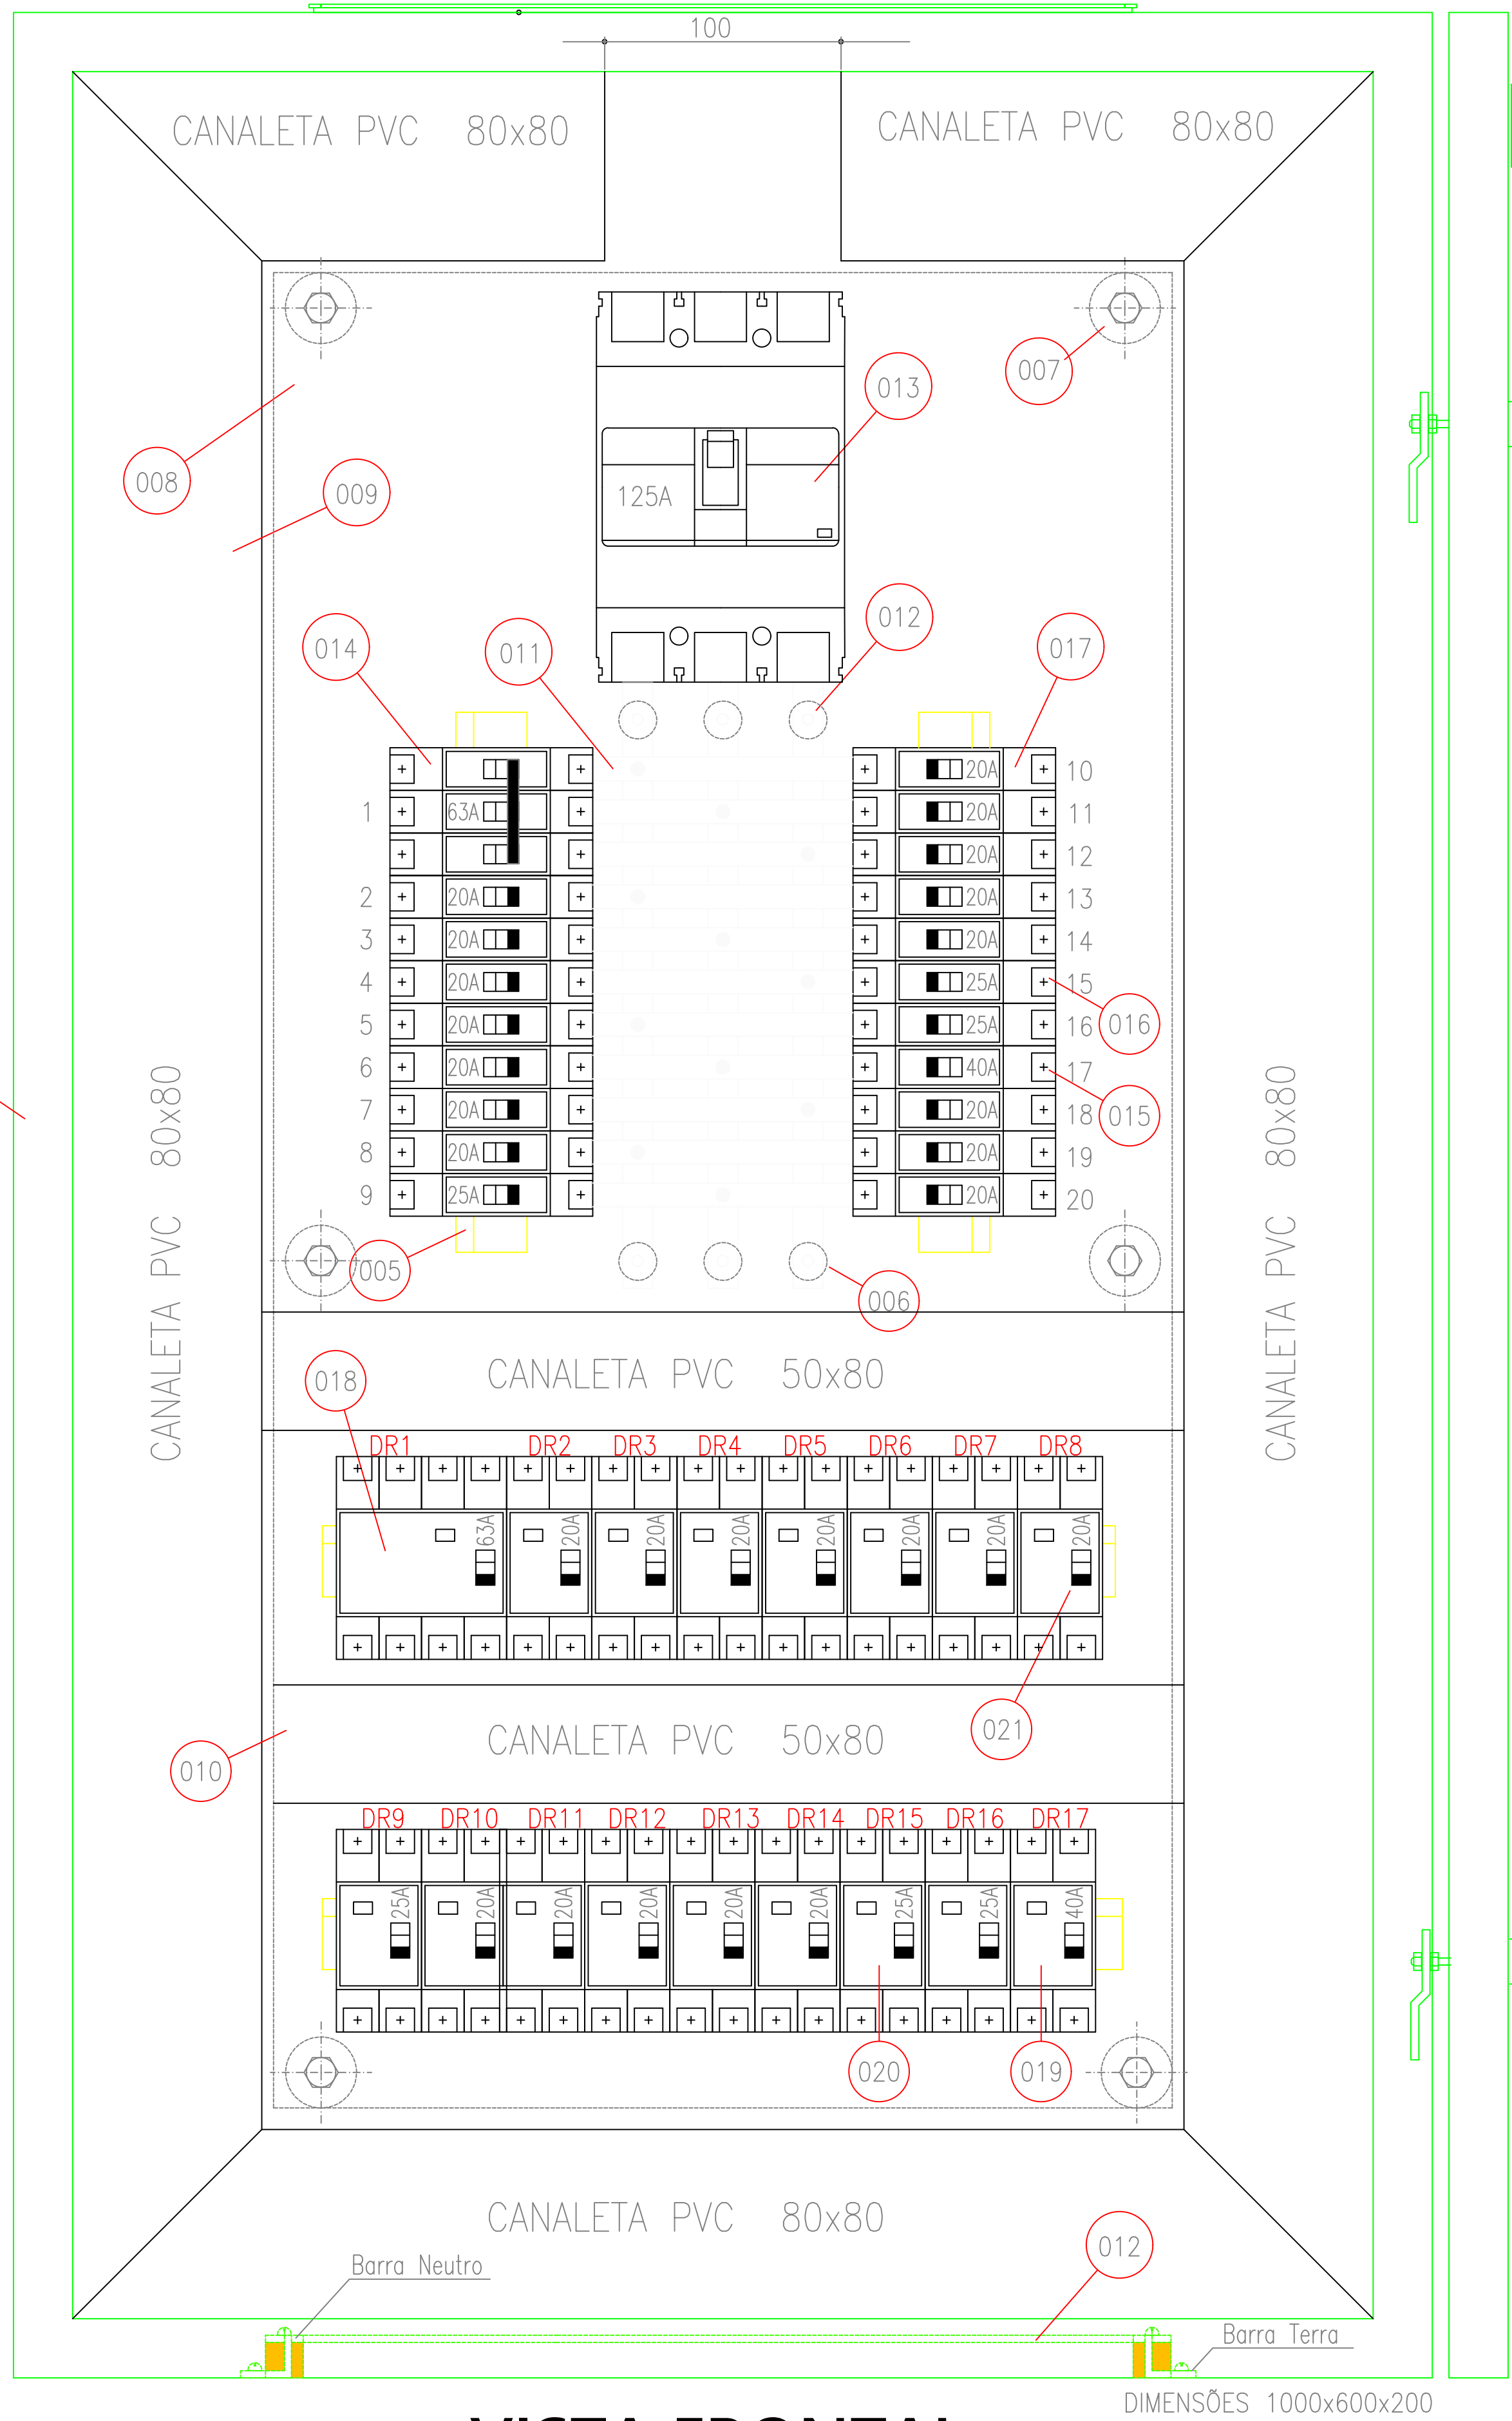 100
CANALETA PVC 80x80
CANALETA PVC 80x80
007
013
008
009
125A
012
014
011
017
20A 10
1 63A 20A 11
20A 12
2 20A 20A 13
3 20A 20A 14
4 20A 25A 15
5 20A 25A 16
016
6 20A 40A 17
7 20A 20A 18
015
8 20A 20A 19
9 25A 20A 20
005
006
CANALETA PVC 80x80
CANALETA PVC 80x80
CANALETA PVC 50x80
018
DR1 DR2 DR3 DR4 DR5 DR6 DR7 DR8
63A 20A 20A 20A 20A 20A 20A 20A
021
CANALETA PVC 50x80
010
DR9 DR10 DR11 DR12 DR13 DR14 DR15 DR16 DR17
25A 20A 20A 20A 20A 20A 25A 25A 40A
020
019
CANALETA PVC 80x80
012
Barra Neutro
Barra Terra
DIMENSÕES 1000x600x200
VISTA FRONTAL